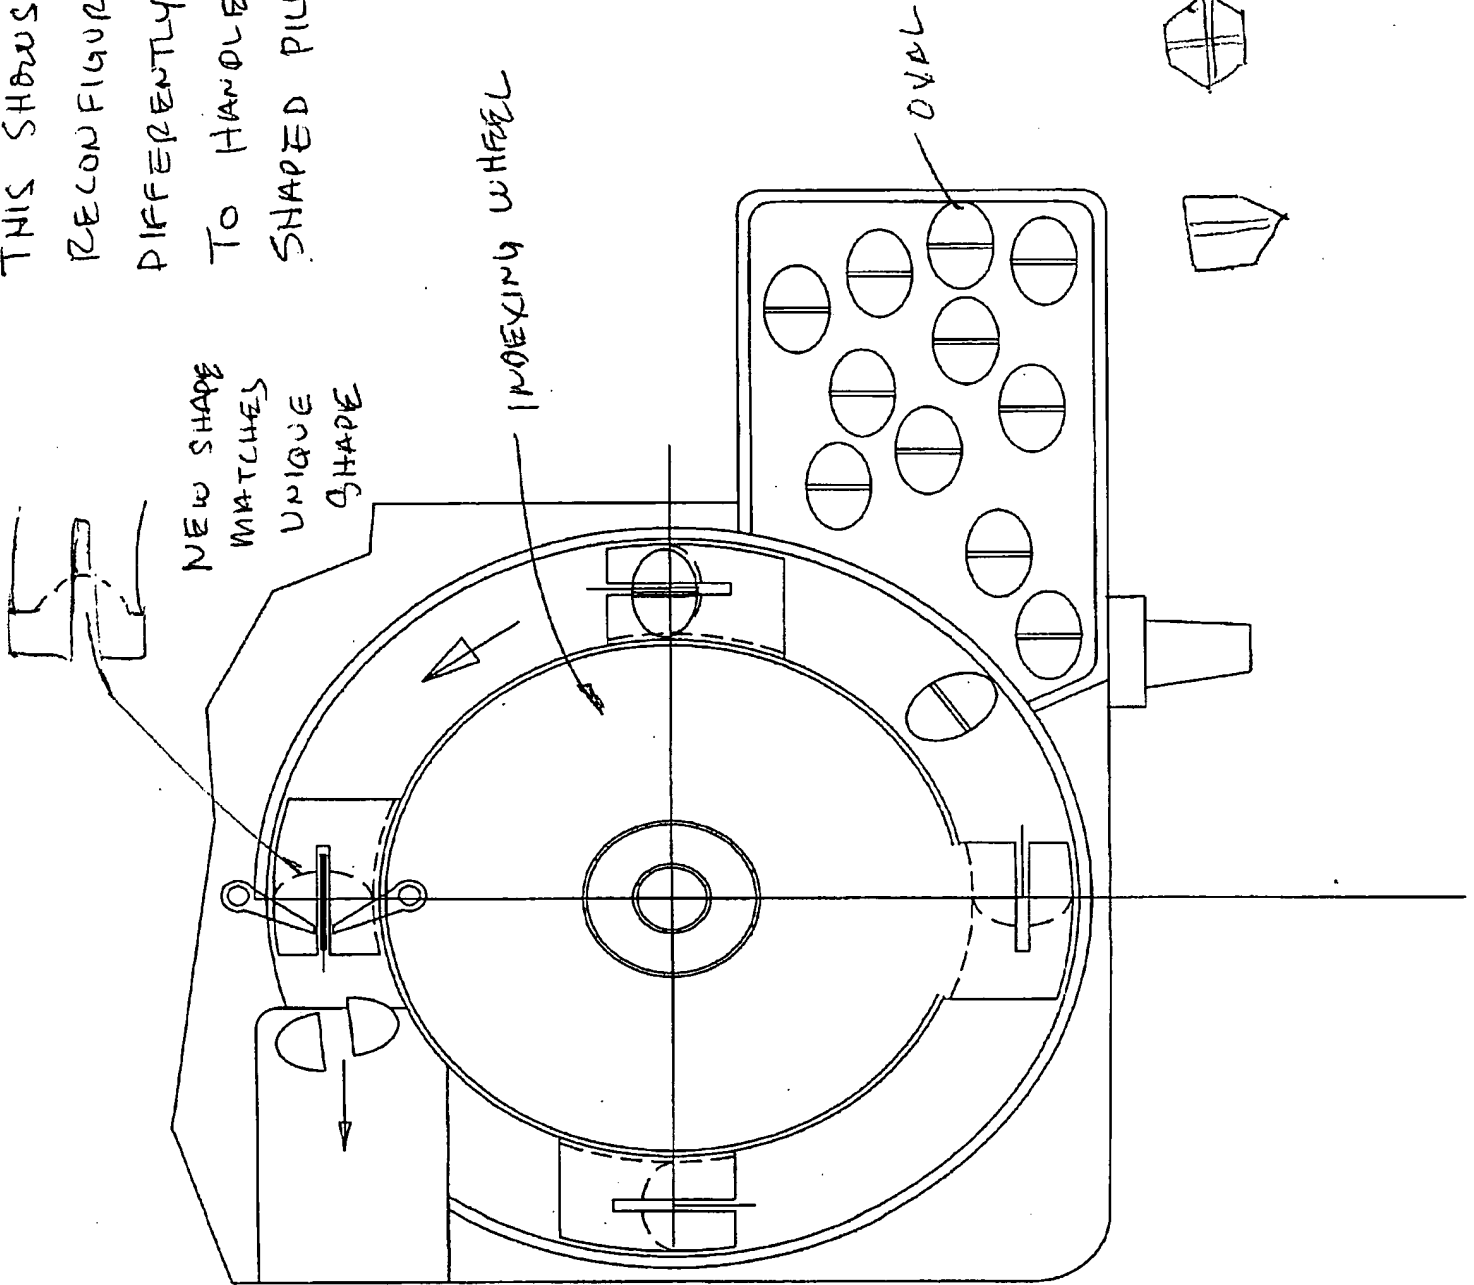 THIS SHOWS
RECONFIGUR
DIFFERENTLY
TO HANDLE
SHAPED PIL
NEW SHAPE
MATCHES
UNIQUE
SHAPE
INDEXING WHEEL
OVAL